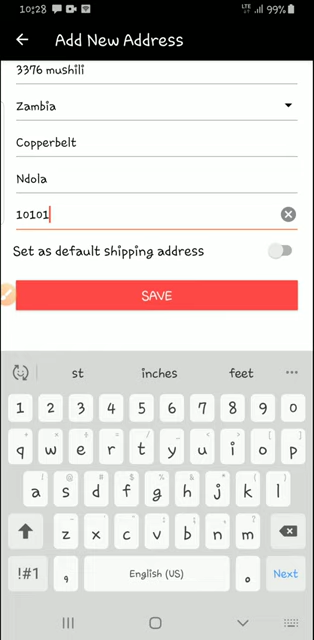 10:28 LTE 99%
Add New Address
3376 mushili
Zambia
Copperbelt
Ndola
10101
Set as default shipping address
SAVE
st inches feet
1 2 3 4 5 6 7 8 9 0
q w e r t y u i o p
a s d f g h j k l
z x c v b n m
!#1 , English (US) . Next